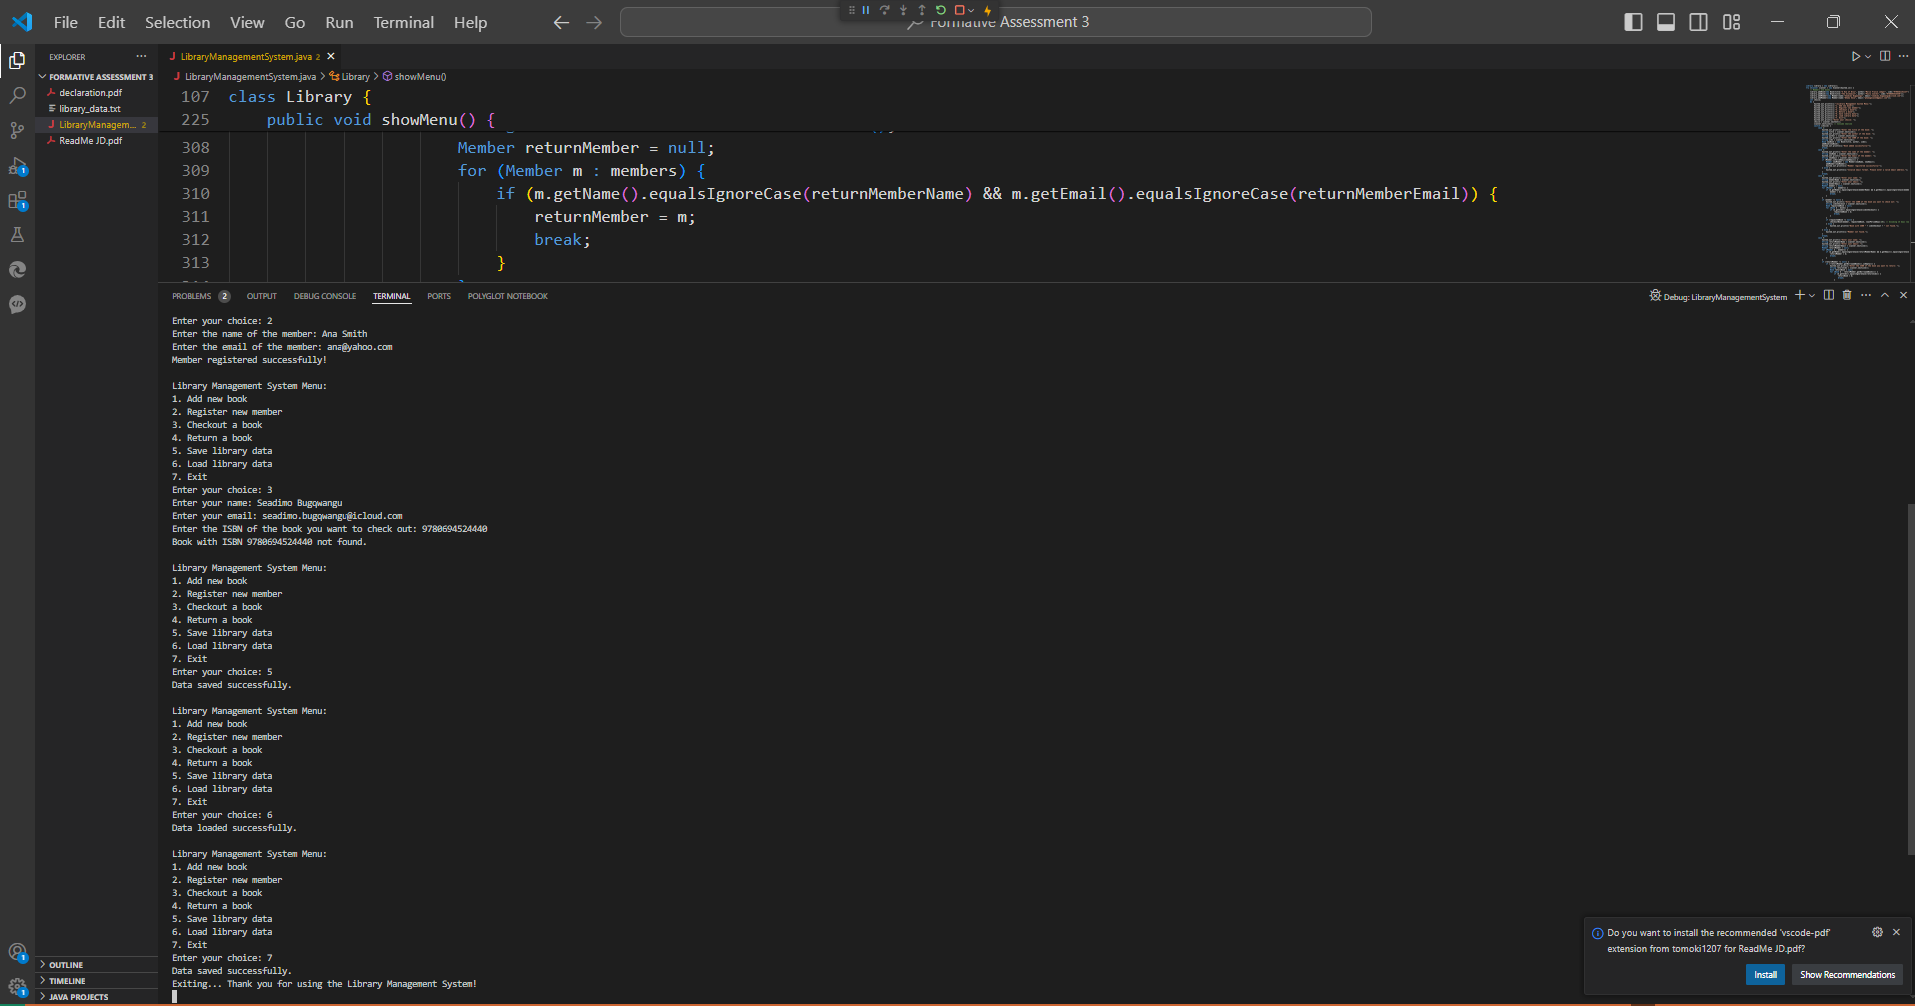 File Edit Selection View Go Run Terminal Help
Formative Assessment 3
EXPLORER
FORMATIVE ASSESSMENT 3
declaration.pdf
library_data.txt
LibraryManagem... 2
ReadMe JD.pdf
LibraryManagementSystem.java 2
LibraryManagementSystem.java > Library > showMenu()
107 class Library {
225 public void showMenu() {
308 Member returnMember = null;
309 for (Member m : members) {
310 if (m.getName().equalsIgnoreCase(returnMemberName) && m.getEmail().equalsIgnoreCase(returnMemberEmail)) {
311 returnMember = m;
312 break;
313 }
PROBLEMS 2 OUTPUT DEBUG CONSOLE TERMINAL PORTS POLYGLOT NOTEBOOK
Debug: LibraryManagementSystem
Enter your choice: 2
Enter the name of the member: Ana Smith
Enter the email of the member: ana@yahoo.com
Member registered successfully!
Library Management System Menu:
1. Add new book
2. Register new member
3. Checkout a book
4. Return a book
5. Save library data
6. Load library data
7. Exit
Enter your choice: 3
Enter your name: Seadimo Bugqwangu
Enter your email: seadimo.bugqwangu@icloud.com
Enter the ISBN of the book you want to check out: 9780694524440
Book with ISBN 9780694524440 not found.
Library Management System Menu:
1. Add new book
2. Register new member
3. Checkout a book
4. Return a book
5. Save library data
6. Load library data
7. Exit
Enter your choice: 5
Data saved successfully.
Library Management System Menu:
1. Add new book
2. Register new member
3. Checkout a book
4. Return a book
5. Save library data
6. Load library data
7. Exit
Enter your choice: 6
Data loaded successfully.
Library Management System Menu:
1. Add new book
2. Register new member
3. Checkout a book
4. Return a book
5. Save library data
6. Load library data
7. Exit
Enter your choice: 7
Data saved successfully.
Exiting... Thank you for using the Library Management System!
OUTLINE
TIMELINE
JAVA PROJECTS
Do you want to install the recommended 'vscode-pdf'
extension from tomoki1207 for ReadMe JD.pdf?
Install
Show Recommendations